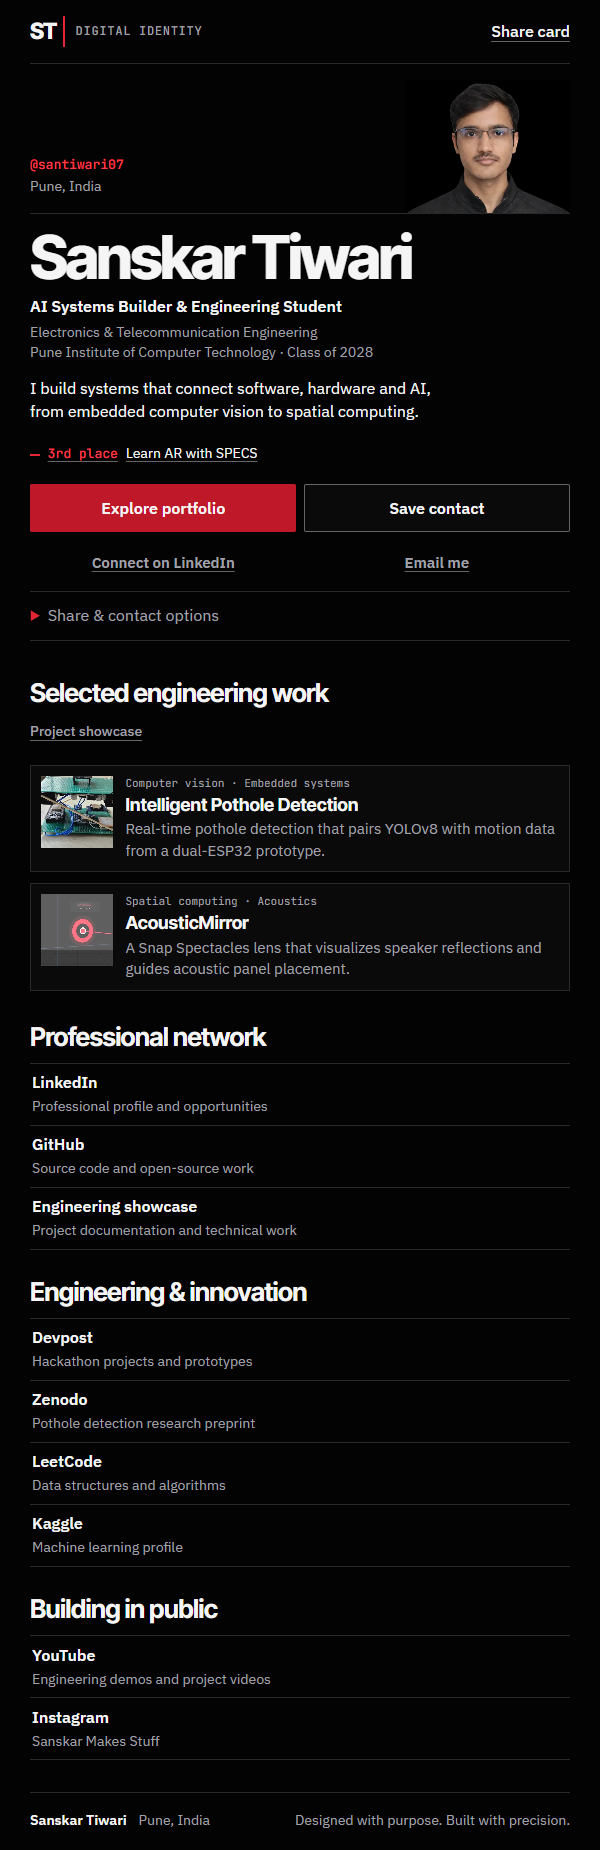 ST DIGITAL IDENTITY
Share card
@santiwari07
Pune, India
Sanskar Tiwari
AI Systems Builder & Engineering Student
Electronics & Telecommunication Engineering
Pune Institute of Computer Technology · Class of 2028
I build systems that connect software, hardware and AI,
from embedded computer vision to spatial computing.
— 3rd place Learn AR with SPECS
Explore portfolio
Save contact
Connect on LinkedIn
Email me
Share & contact options
Selected engineering work
Project showcase
Computer vision · Embedded systems
Intelligent Pothole Detection
Real-time pothole detection that pairs YOLOv8 with motion data
from a dual-ESP32 prototype.
Spatial computing · Acoustics
AcousticMirror
A Snap Spectacles lens that visualizes speaker reflections and
guides acoustic panel placement.
Professional network
LinkedIn
Professional profile and opportunities
GitHub
Source code and open-source work
Engineering showcase
Project documentation and technical work
Engineering & innovation
Devpost
Hackathon projects and prototypes
Zenodo
Pothole detection research preprint
LeetCode
Data structures and algorithms
Kaggle
Machine learning profile
Building in public
YouTube
Engineering demos and project videos
Instagram
Sanskar Makes Stuff
Sanskar Tiwari Pune, India
Designed with purpose. Built with precision.